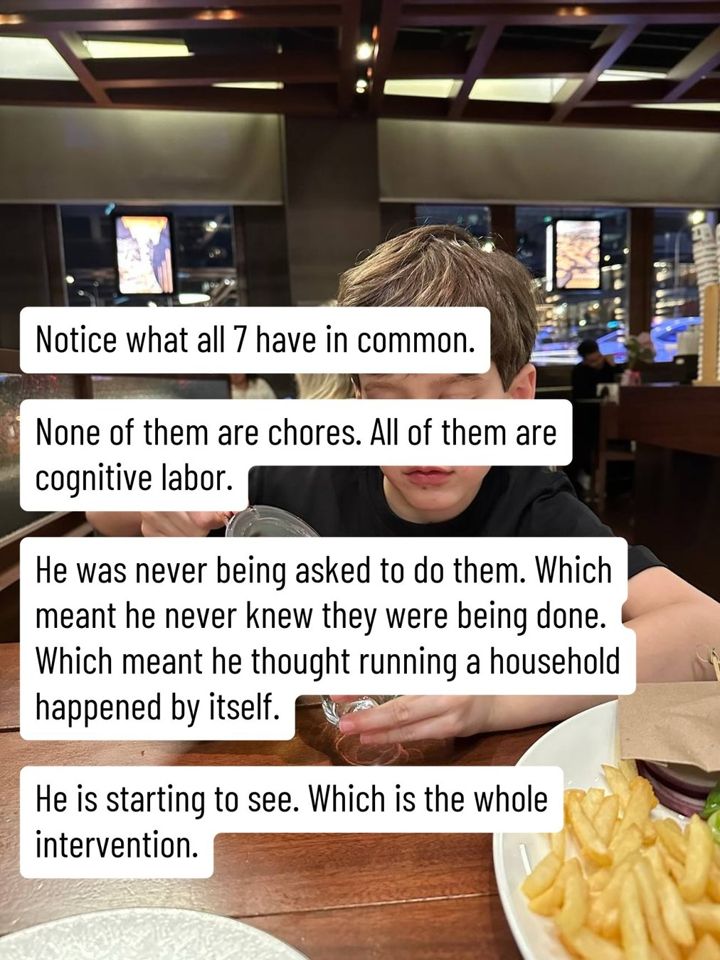 Notice what all 7 have in common.
None of them are chores. All of them are
cognitive labor.
He was never being asked to do them. Which
meant he never knew they were being done.
Which meant he thought running a household
happened by itself.
He is starting to see. Which is the whole
intervention.